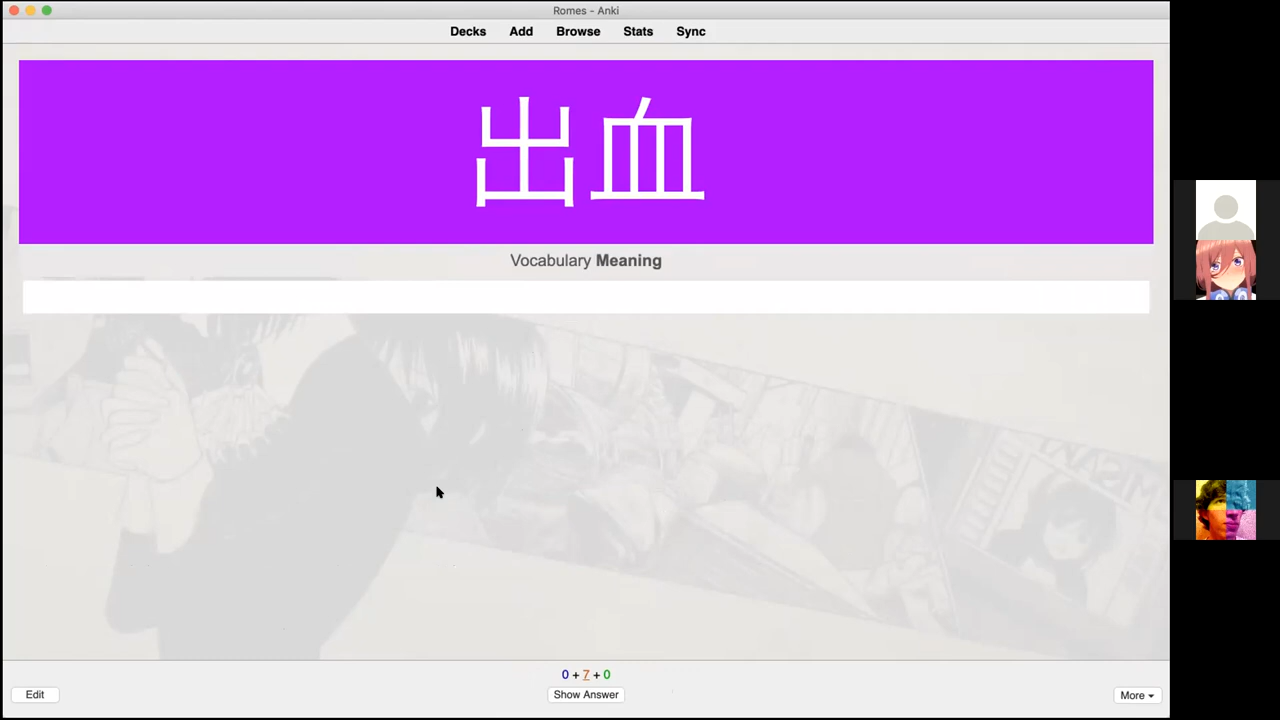 Romes - Anki
Decks Add Browse Stats Sync
出血
Vocabulary Meaning
0 + 7 + 0
Edit Show Answer More